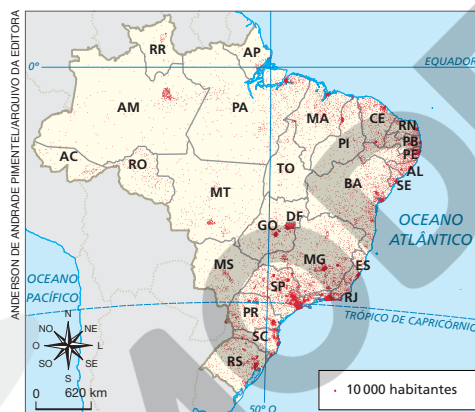 ANDERSON DE ANDRADE PIMENTEL/ARQUIVO DA EDITORA
RR
AP
0°
EQUADOR
AM
PA
MA
CE
RN
PB
PE
PI
AL
SE
AC
RO
TO
BA
MT
DF
GO
OCEANO
ATLÂNTICO
MG
ES
MS
SP
RJ
OCEANO
PACÍFICO
TRÓPICO DE CAPRICÓRNIO
PR
SC
RS
N
NO
NE
O
L
SO
SE
S
0
620 km
50° O
10 000 habitantes